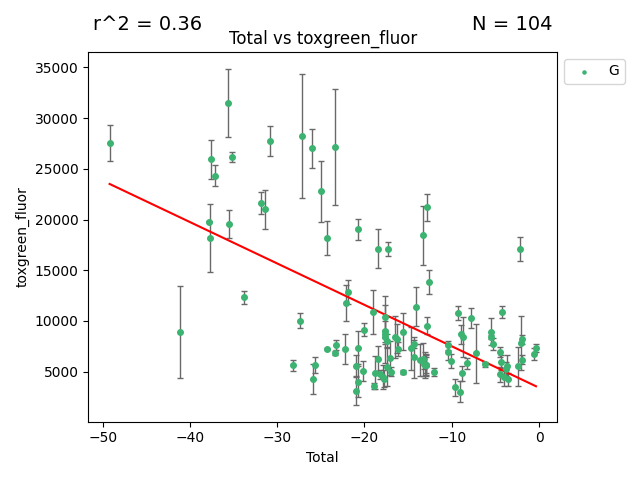 r^2 = 0.36
N = 104
Total vs toxgreen_fluor
G
35000
30000
25000
20000
15000
10000
5000
toxgreen_fluor
−50
−40
−30
−20
−10
0
Total